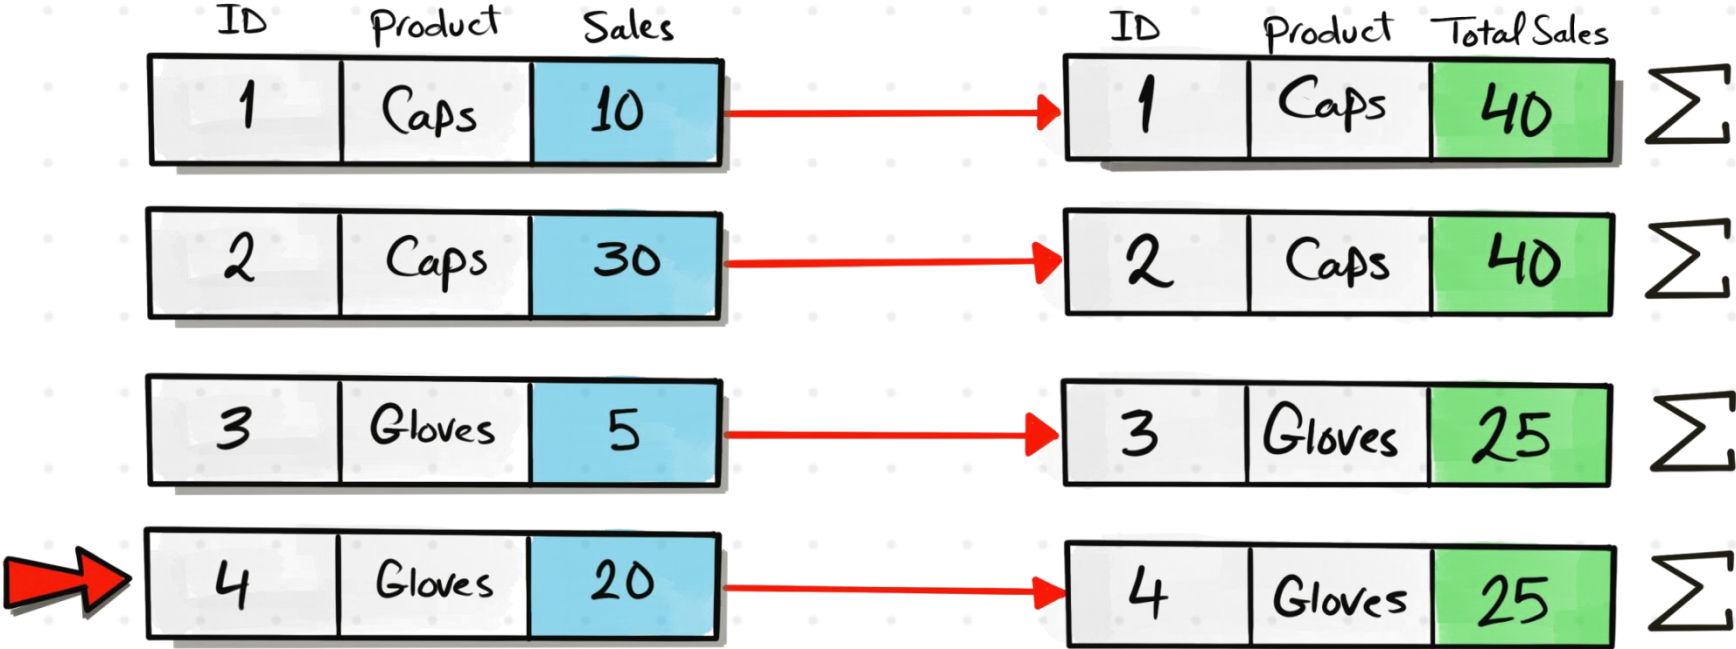 ID Product Sales ID Product Total Sales
1 Caps 10 1 Caps 40 Σ
2 Caps 30 2 Caps 40 Σ
3 Gloves 5 3 Gloves 25 Σ
4 Gloves 20 4 Gloves 25 Σ